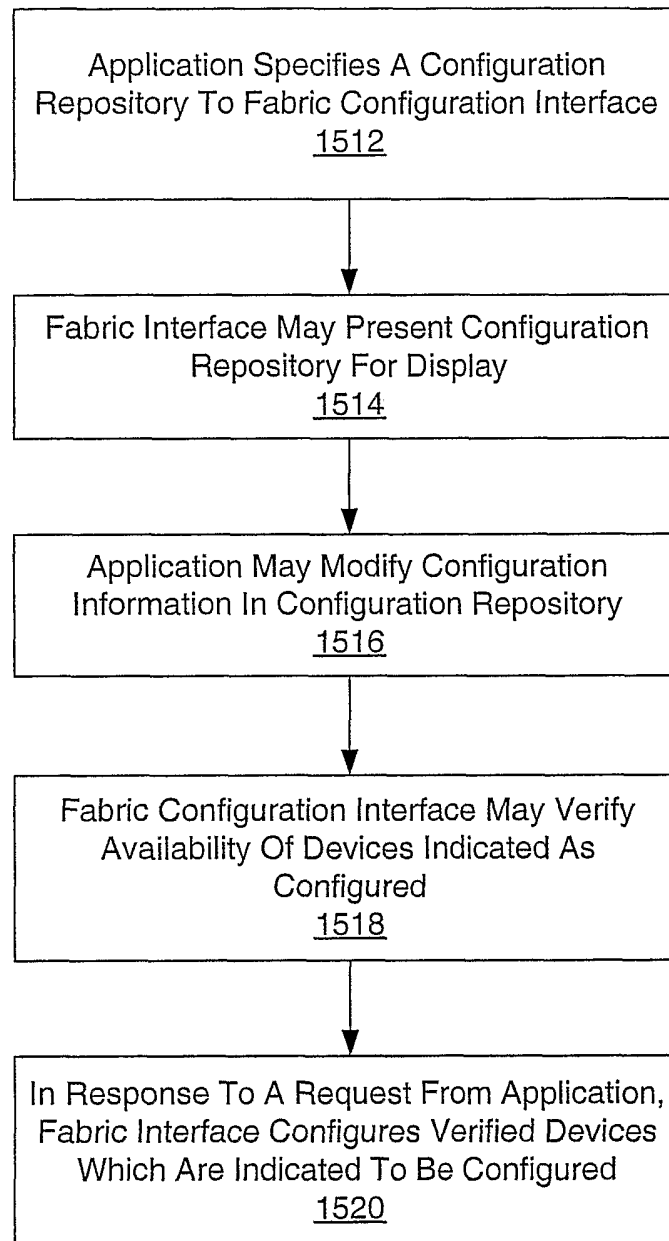 Application Specifies A Configuration
Repository To Fabric Configuration Interface
1512
Fabric Interface May Present Configuration
Repository For Display
1514
Application May Modify Configuration
Information In Configuration Repository
1516
Fabric Configuration Interface May Verify
Availability Of Devices Indicated As
Configured
1518
In Response To A Request From Application,
Fabric Interface Configures Verified Devices
Which Are Indicated To Be Configured
1520